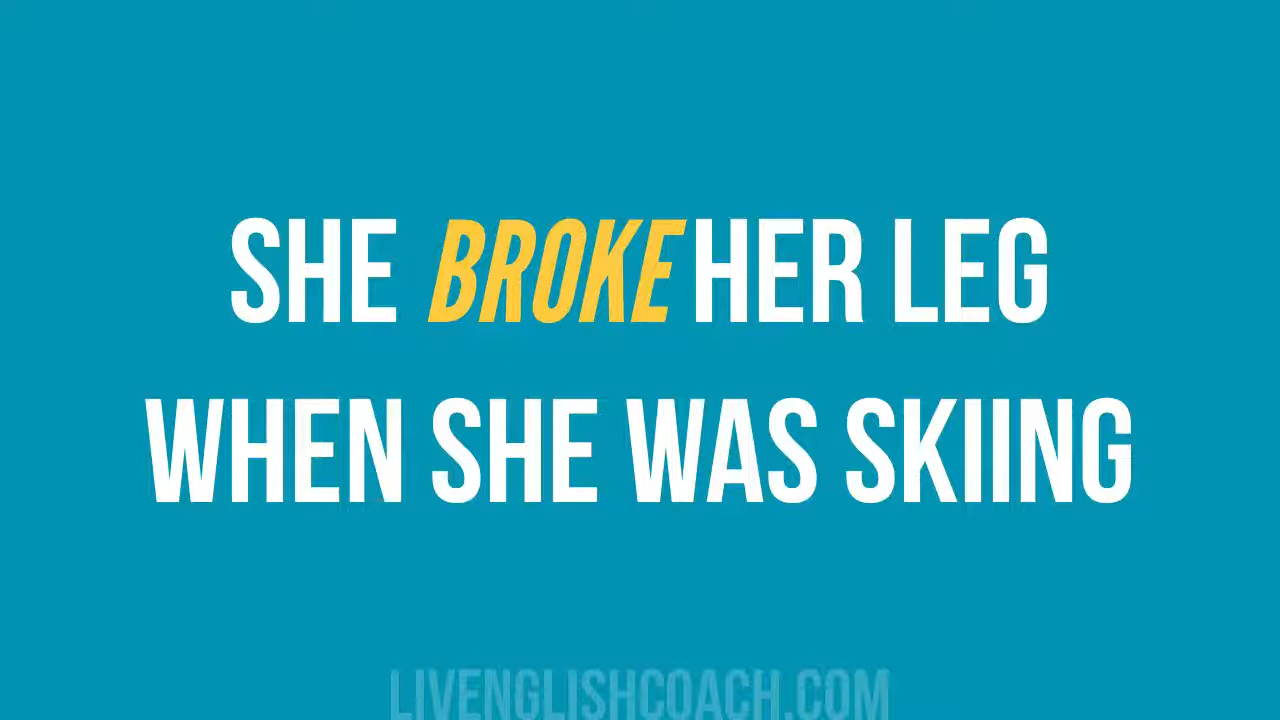 SHE BROKE HER LEG
WHEN SHE WAS SKIING
LIVENGLISHCOACH.COM